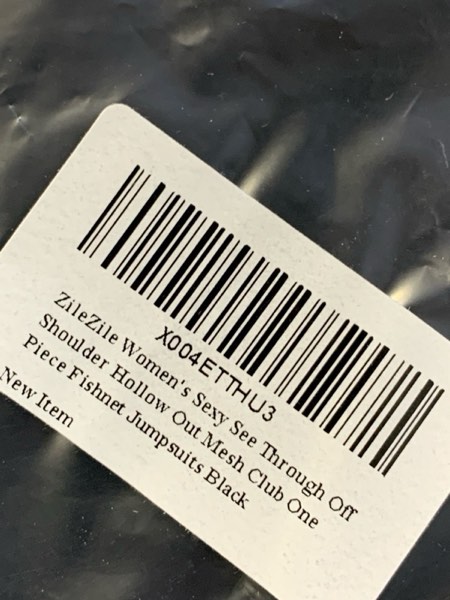 X004ETTHU3
ZileZile Women's Sexy See Through Off
Shoulder Hollow Out Mesh Club One
Piece Fishnet Jumpsuits Black
New Item